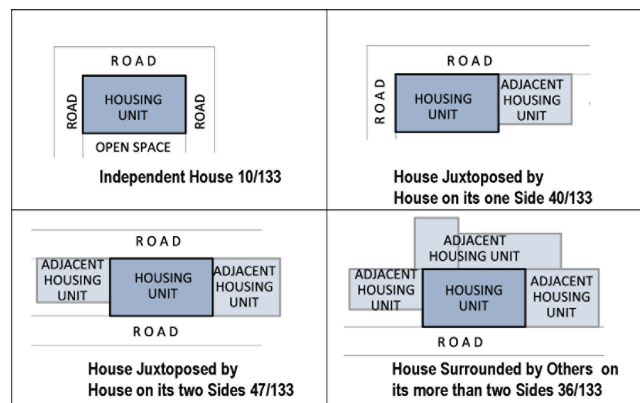 ROAD
ROAD
HOUSING
UNIT
ROAD
OPEN SPACE
Independent House 10/133
ROAD
ROAD
HOUSING
UNIT
ADJACENT
HOUSING
UNIT
House Juxtoposed by
House on its one Side 40/133
ROAD
ADJACENT
HOUSING
UNIT
HOUSING
UNIT
ADJACENT
HOUSING
UNIT
ROAD
House Juxtoposed by
House on its two Sides 47/133
ADJACENT
HOUSING UNIT
ADJACENT
HOUSING
UNIT
HOUSING
UNIT
ADJACENT
HOUSING
UNIT
ROAD
House Surrounded by Others on
its more than two Sides 36/133